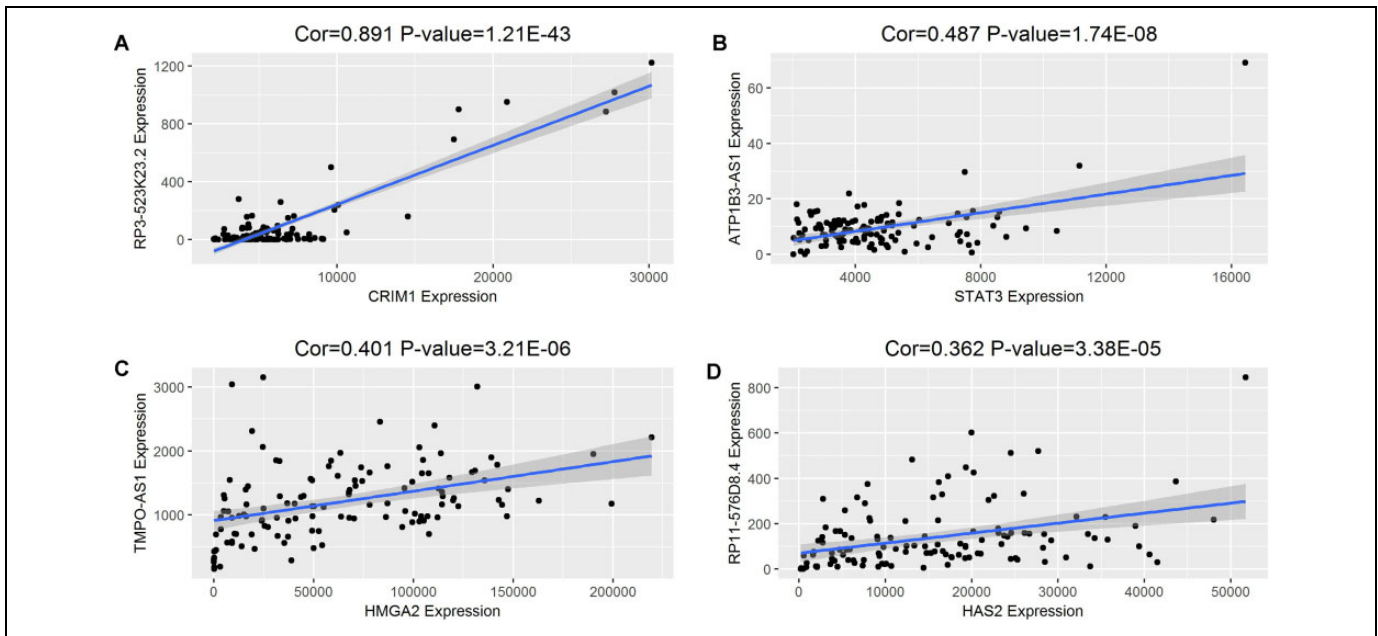 A
Cor=0.891 P-value=1.21E-43
RP3-523K23.2 Expression
1200
800
400
0
10000 20000 30000
CRIM1 Expression
B
Cor=0.487 P-value=1.74E-08
ATP1B3-AS1 Expression
60
40
20
0
4000 8000 12000 16000
STAT3 Expression
C
Cor=0.401 P-value=3.21E-06
TMPO-AS1 Expression
3000
2000
1000
0 50000 100000 150000 200000
HMGA2 Expression
D
Cor=0.362 P-value=3.38E-05
RP11-576D8.4 Expression
800
600
400
200
0
0 10000 20000 30000 40000 50000
HAS2 Expression